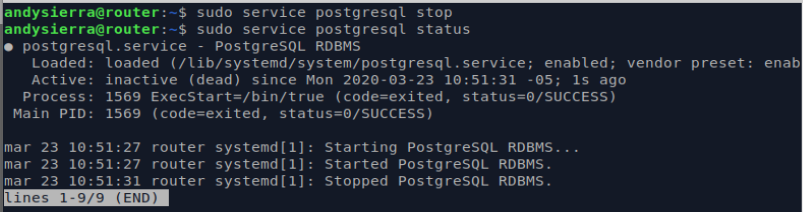 andysierra@router:~$ sudo service postgresql stop
andysierra@router:~$ sudo service postgresql status
● postgresql.service - PostgreSQL RDBMS
   Loaded: loaded (/lib/systemd/system/postgresql.service; enabled; vendor preset: enab
   Active: inactive (dead) since Mon 2020-03-23 10:51:31 -05; 1s ago
  Process: 1569 ExecStart=/bin/true (code=exited, status=0/SUCCESS)
 Main PID: 1569 (code=exited, status=0/SUCCESS)

mar 23 10:51:27 router systemd[1]: Starting PostgreSQL RDBMS...
mar 23 10:51:27 router systemd[1]: Started PostgreSQL RDBMS.
mar 23 10:51:31 router systemd[1]: Stopped PostgreSQL RDBMS.
lines 1-9/9 (END)